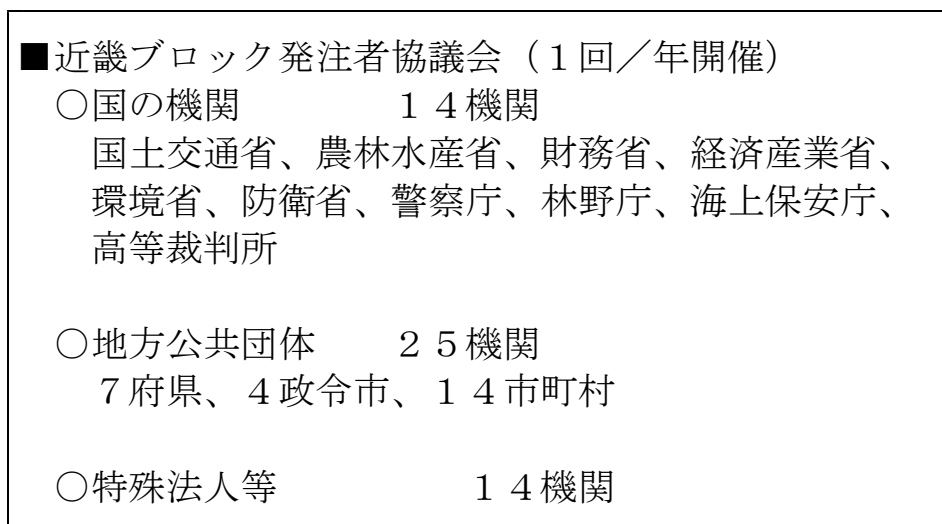 ■近畿ブロック発注者協議会（１回／年開催）
○国の機関　　　　１４機関
国土交通省、農林水産省、財務省、経済産業省、
環境省、防衛省、警察庁、林野庁、海上保安庁、
高等裁判所
○地方公共団体　　２５機関
７府県、４政令市、１４市町村
○特殊法人等　　　　　１４機関